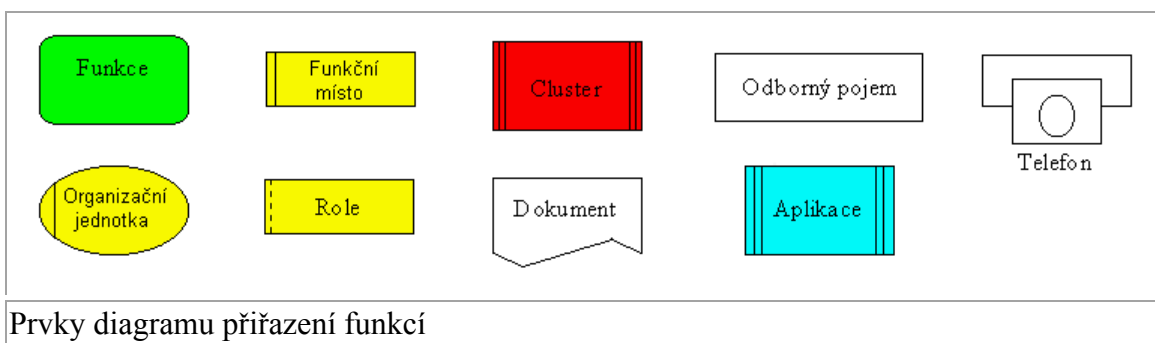 Funkce
Funkční
místo
Cluster
Odborný pojem
Telefon
Organizační
jednotka
Role
Dokument
Aplikace
Prvky diagramu přiřazení funkcí